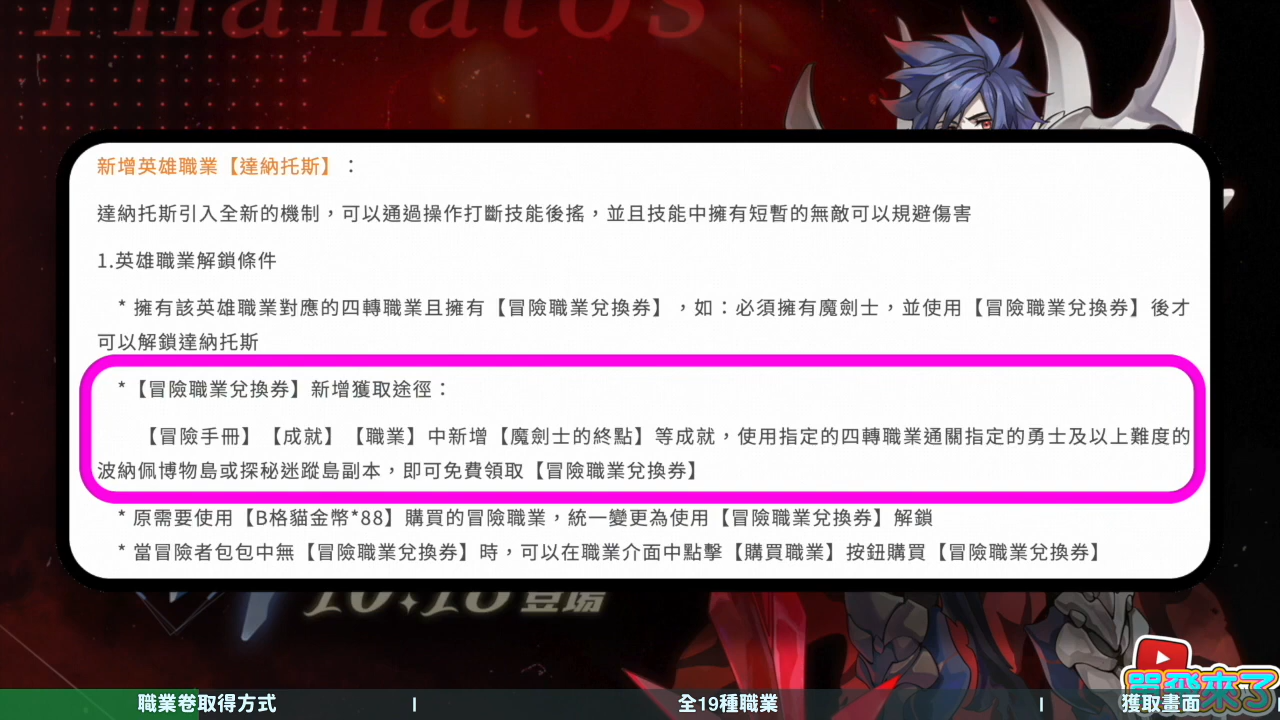 Thanatos
新增英雄職業【達納托斯】：
達納托斯引入全新的機制，可以通過操作打斷技能後搖，並且技能中擁有短暫的無敵可以規避傷害
1.英雄職業解鎖條件
* 擁有該英雄職業對應的四轉職業且擁有【冒險職業兌換券】，如：必須擁有魔劍士，並使用【冒險職業兌換券】後才
可以解鎖達納托斯
*【冒險職業兌換券】新增獲取途徑：
【冒險手冊】【成就】【職業】中新增【魔劍士的終點】等成就，使用指定的四轉職業通關指定的勇士及以上難度的
波納佩博物島或探秘迷蹤島副本，即可免費領取【冒險職業兌換券】
* 原需要使用【B格貓金幣*88】購買的冒險職業，統一變更為使用【冒險職業兌換券】解鎖
* 當冒險者包包中無【冒險職業兌換券】時，可以在職業介面中點擊【購買職業】按鈕購買【冒險職業兌換券】
10.18 登場
職業卷取得方式 | 全19種職業 | 獲取畫面
單飛來了